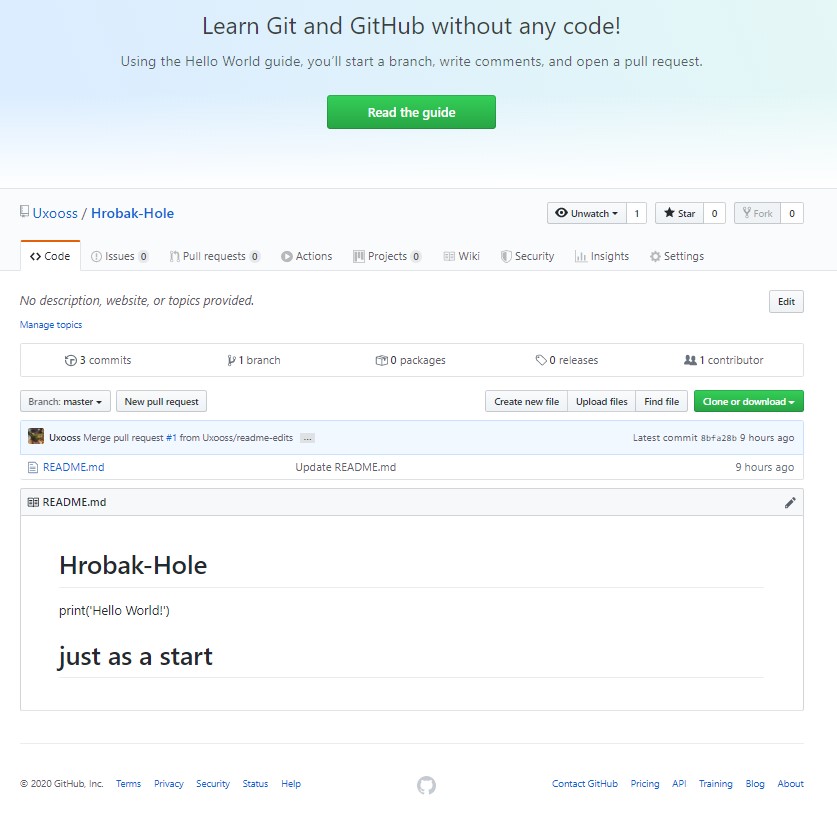 Learn Git and GitHub without any code!
Using the Hello World guide, you'll start a branch, write comments, and open a pull request.
Read the guide
Uxooss / Hrobak-Hole
Unwatch 1 Star 0 Fork 0
Code Issues 0 Pull requests 0 Actions Projects 0 Wiki Security Insights Settings
No description, website, or topics provided. Edit
Manage topics
3 commits 1 branch 0 packages 0 releases 1 contributor
Branch: master New pull request Create new file Upload files Find file Clone or download
Uxooss Merge pull request #1 from Uxooss/readme-edits ... Latest commit 8bfa28b 9 hours ago
README.md Update README.md 9 hours ago
README.md
Hrobak-Hole
print('Hello World!')
just as a start
© 2020 GitHub, Inc. Terms Privacy Security Status Help Contact GitHub Pricing API Training Blog About